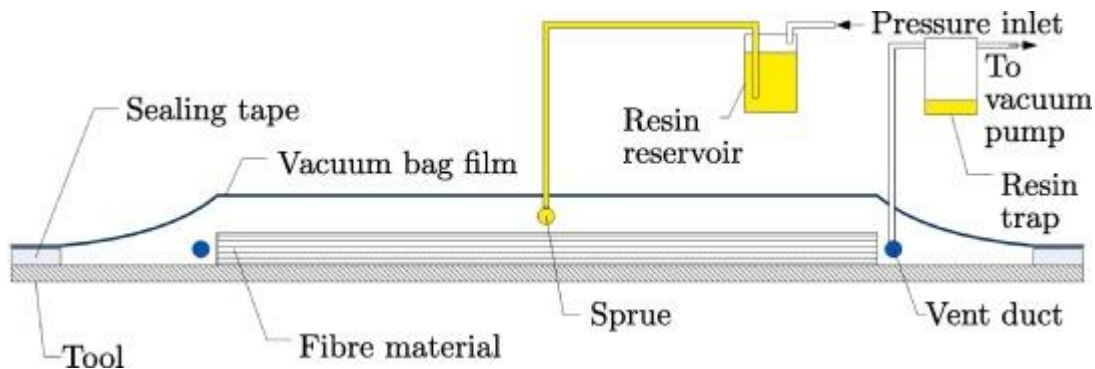 Pressure inlet
Sealing tape
Resin
reservoir
To
vacuum
pump
Vacuum bag film
Resin
trap
Tool
Fibre material
Sprue
Vent duct